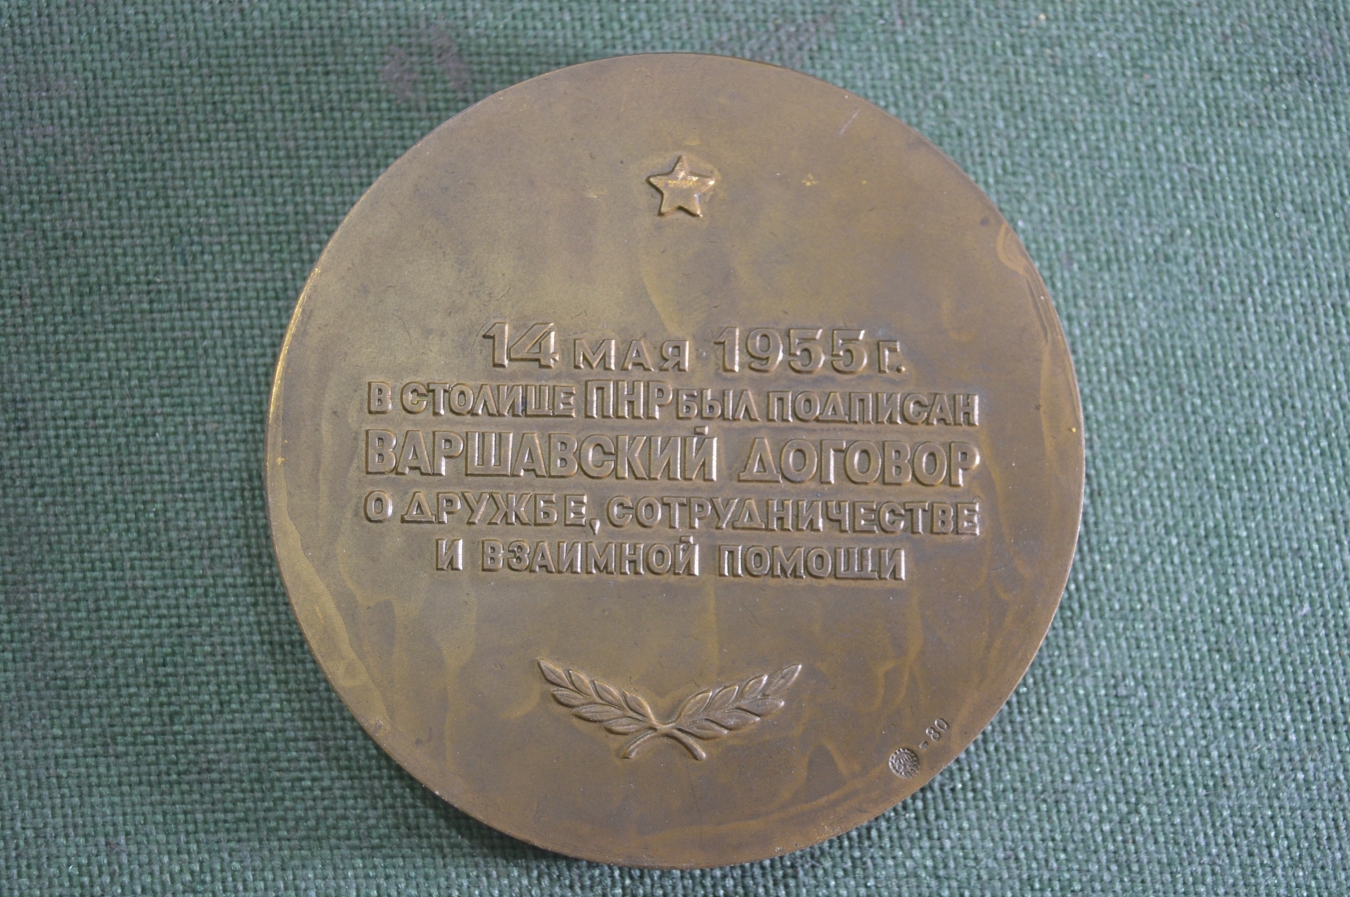 14 МАЯ 1955 Г.
В СТОЛИЦЕ ПНР БЫЛ ПОДПИСАН
ВАРШАВСКИЙ ДОГОВОР
О ДРУЖБЕ, СОТРУДНИЧЕСТВЕ
И ВЗАИМНОЙ ПОМОЩИ
-80